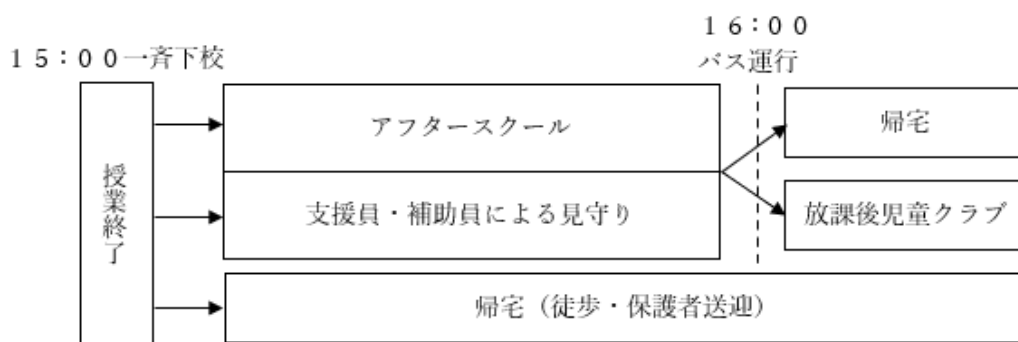 16:00
15:00一斉下校
バス運行
アフタースクール
帰宅
授業終了
支援員・補助員による見守り
放課後児童クラブ
帰宅（徒歩・保護者送迎）